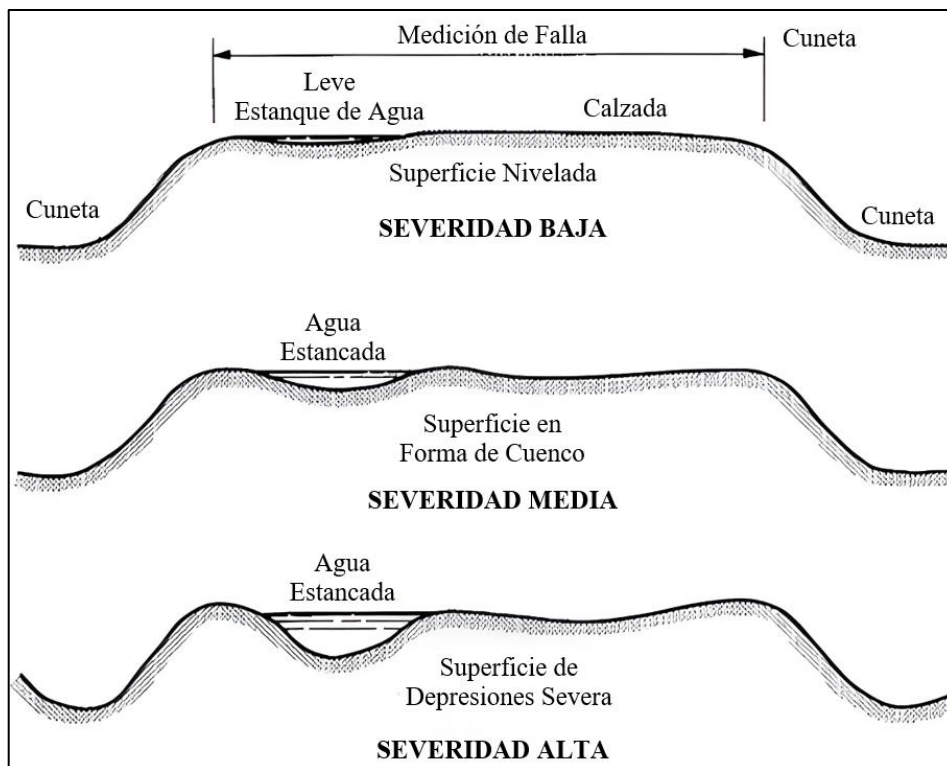 Medición de Falla
Cuneta
Leve
Estanque de Agua
Calzada
Superficie Nivelada
Cuneta
SEVERIDAD BAJA
Cuneta
Agua
Estancada
Superficie en
Forma de Cuenco
SEVERIDAD MEDIA
Agua
Estancada
Superficie de
Depresiones Severa
SEVERIDAD ALTA